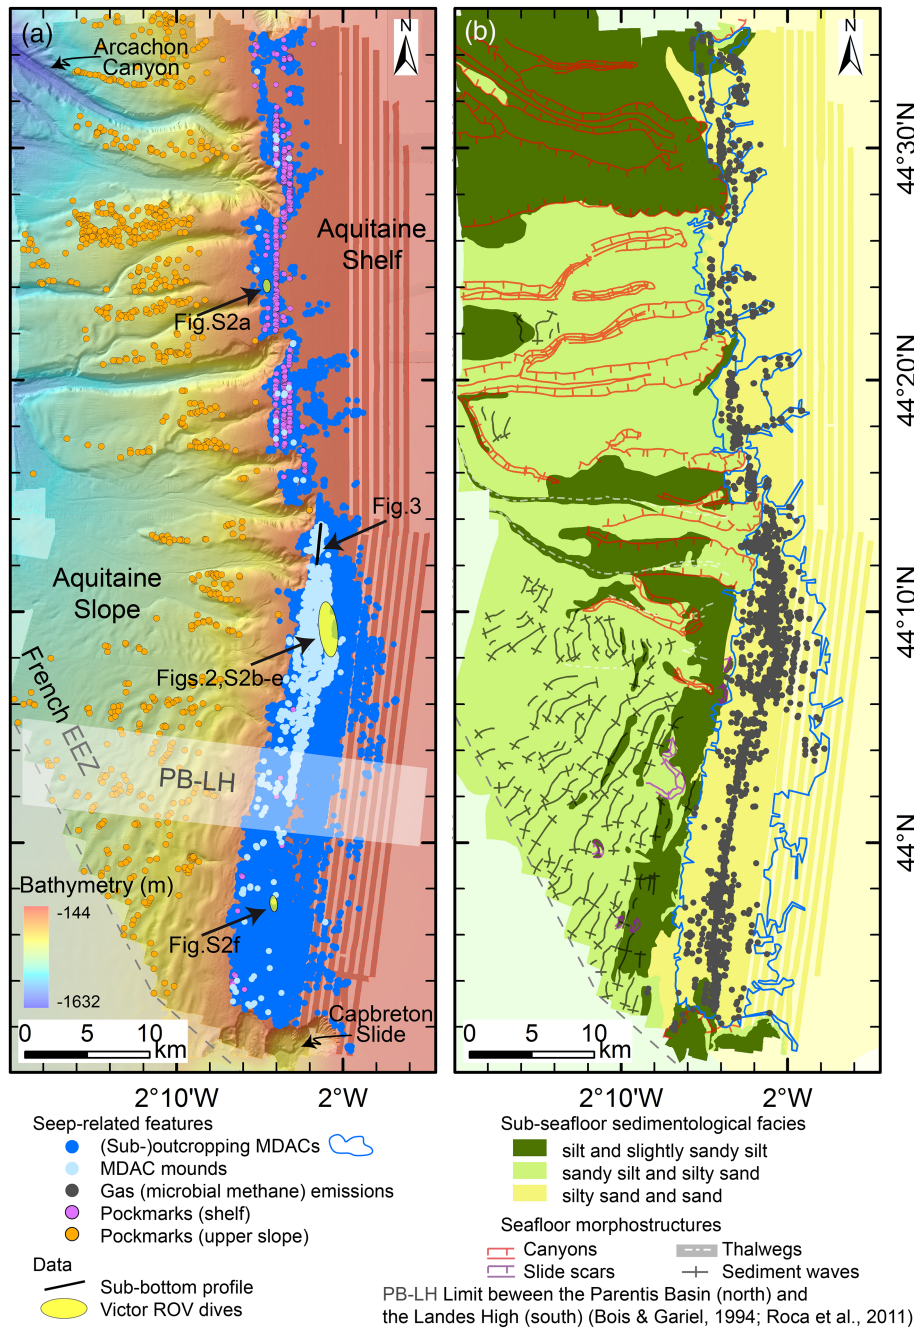 (a)
N
Arcachon
Canyon
Aquitaine
Shelf
Fig.S2a
Fig.3
Aquitaine
Slope
Figs.2,S2b-e
French EEZ
PB-LH
Bathymetry (m)
-144
-1632
Fig.S2f
Capbreton
Slide
0 5 10
km
2°10'W 2°W
(b)
N
44°30'N
44°20'N
44°10'N
44°N
0 5 10
km
2°10'W 2°W
Seep-related features
(Sub-)outcropping MDACs
MDAC mounds
Gas (microbial methane) emissions
Pockmarks (shelf)
Pockmarks (upper slope)
Data
Sub-bottom profile
Victor ROV dives
Sub-seafloor sedimentological facies
silt and slightly sandy silt
sandy silt and silty sand
silty sand and sand
Seafloor morphostructures
Canyons Thalwegs
Slide scars Sediment waves
PB-LH Limit beween the Parentis Basin (north) and
the Landes High (south) (Bois & Gariel, 1994; Roca et al., 2011)